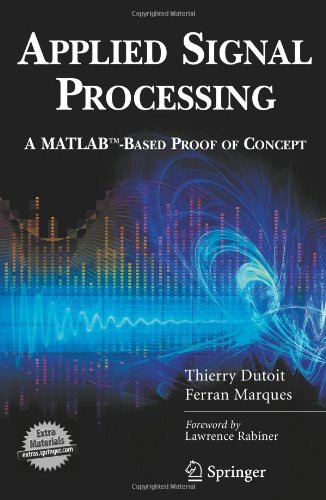 APPLIED SIGNAL
PROCESSING
A MATLAB™-BASED PROOF OF CONCEPT
Thierry Dutoit
Ferran Marques
Foreword by
Lawrence Rabiner
Extra
Materials
extras.springer.com
Springer